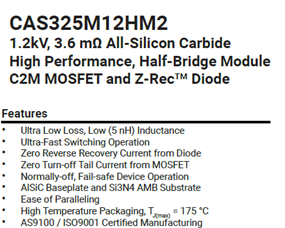 CAS325M12HM2
1.2kV, 3.6 mΩ All-Silicon Carbide
High Performance, Half-Bridge Module
C2M MOSFET and Z-Rec™ Diode
Features
• Ultra Low Loss, Low (5 nH) Inductance
• Ultra-Fast Switching Operation
• Zero Reverse Recovery Current from Diode
• Zero Turn-off Tail Current from MOSFET
• Normally-off, Fail-safe Device Operation
• AlSiC Baseplate and Si3N4 AMB Substrate
• Ease of Paralleling
• High Temperature Packaging, TJ(max) = 175 °C
• AS9100 / ISO9001 Certified Manufacturing